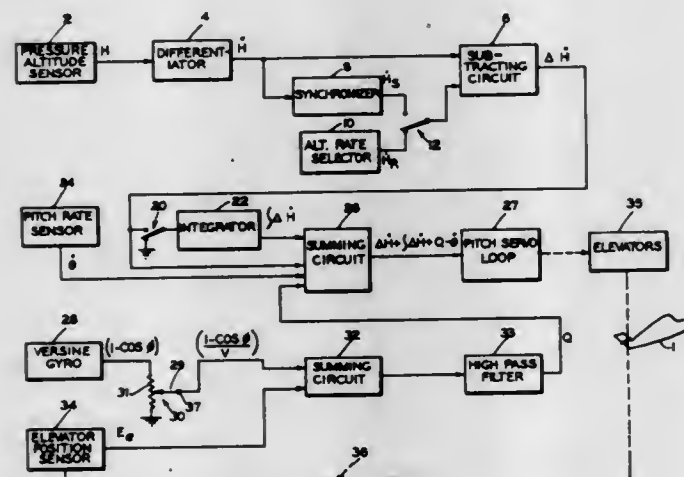 2
4
6
PRESSURE
ALTITUDE
SENSOR
H
DIFFERENT
IATOR
Ḣ
SUB-
TRACTING
CIRCUIT
Δ Ḣ
8
SYNCHRONIZER
ḢS
10
ALT. RATE
SELECTOR
12
ḢR
24
PITCH RATE
SENSOR
20
22
INTEGRATOR
∫Δ Ḣ
26
SUMMING
CIRCUIT
ΔḢ+∫ΔḢ+Q-θ̇
27
PITCH SERVO
LOOP
35
ELEVATORS
θ̇
28
VERSINE
GYRO
(1-COS φ)
31
29
30
37
(1-COS φ)
V
32
SUMMING
CIRCUIT
33
HIGH PASS
FILTER
Q
1
34
ELEVATOR
POSITION
SENSOR
Eσ
36